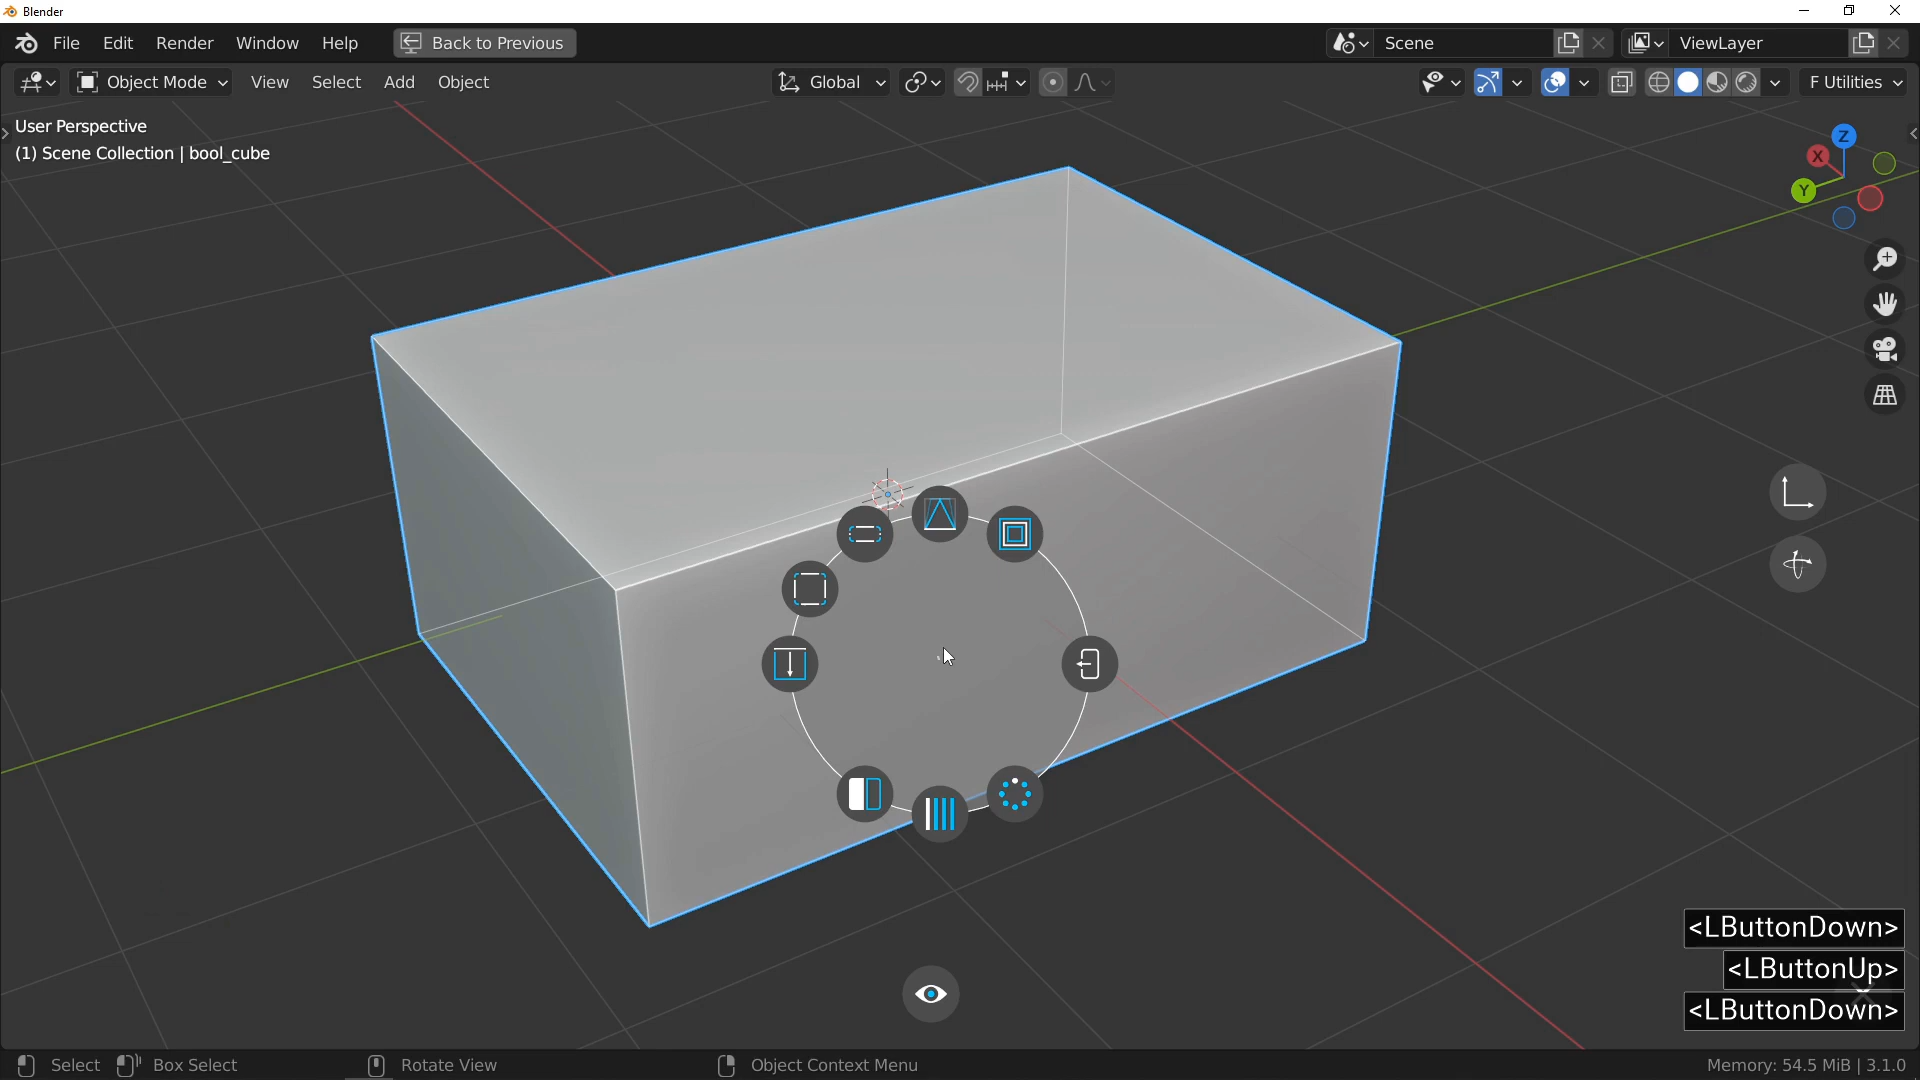 Blender
File Edit Render Window Help Back to Previous Scene ViewLayer
Object Mode View Select Add Object Global F Utilities
User Perspective
(1) Scene Collection | bool_cube
Z
X
Y
<LButtonDown>
<LButtonUp>
<LButtonDown>
Select Box Select Rotate View Object Context Menu Memory: 54.5 MiB | 3.1.0